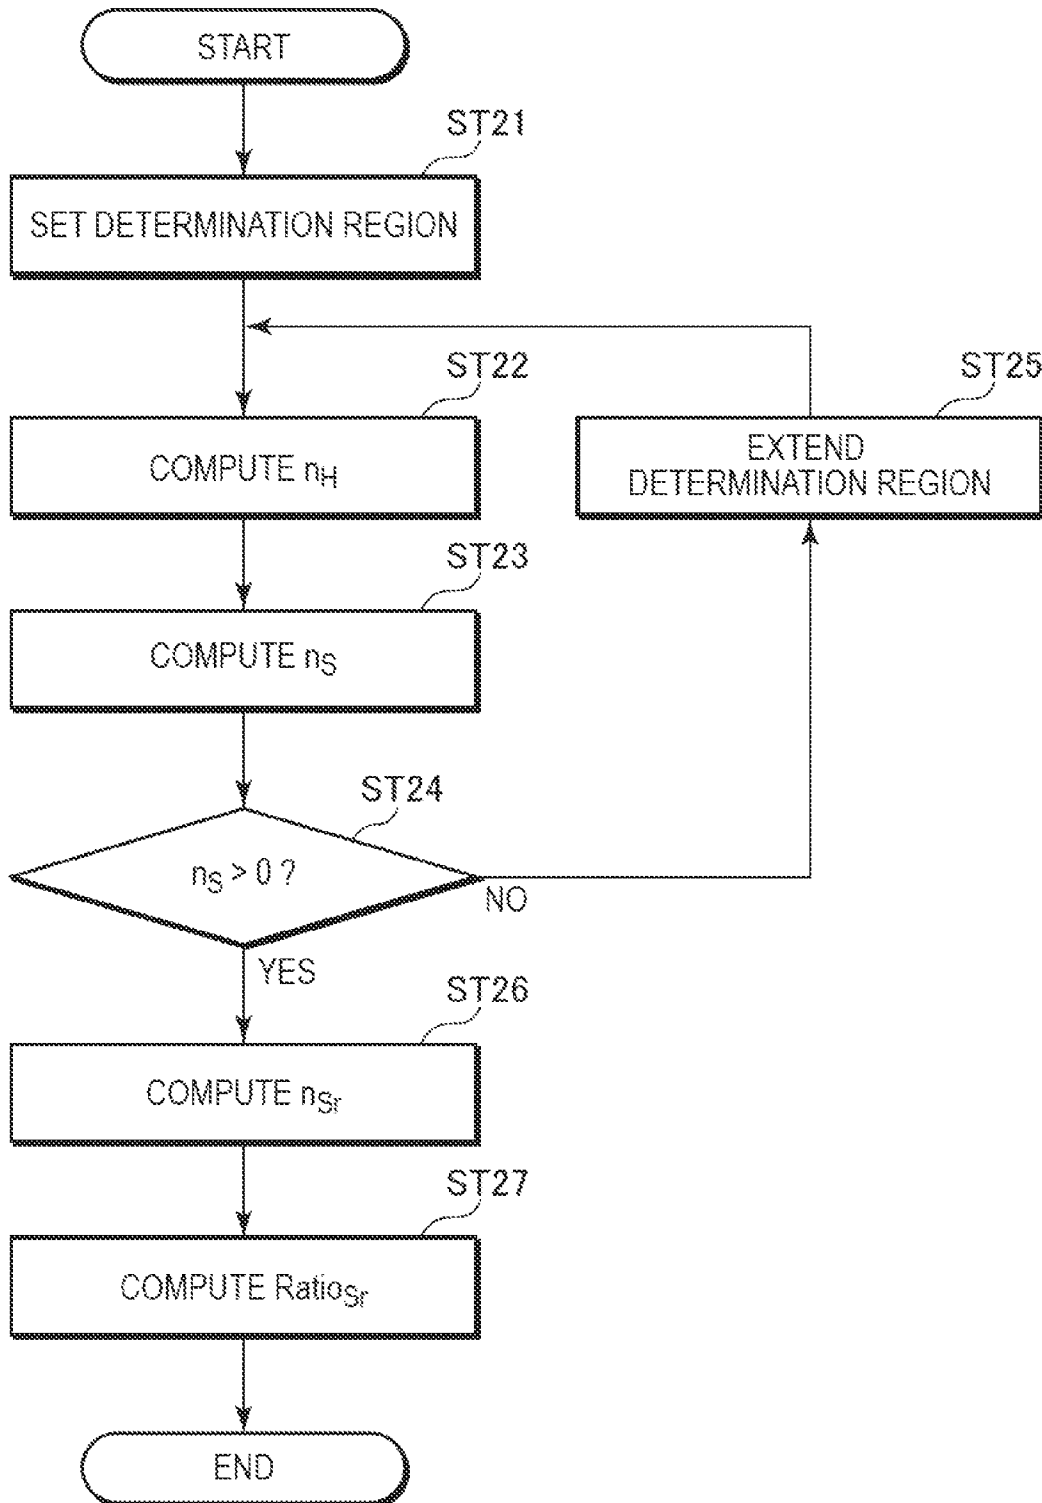 START
ST21
SET DETERMINATION REGION
ST22
COMPUTE nH
ST25
EXTEND
DETERMINATION REGION
ST23
COMPUTE nS
ST24
nS > 0 ?
NO
YES
ST26
COMPUTE nSr
ST27
COMPUTE RatioSr
END